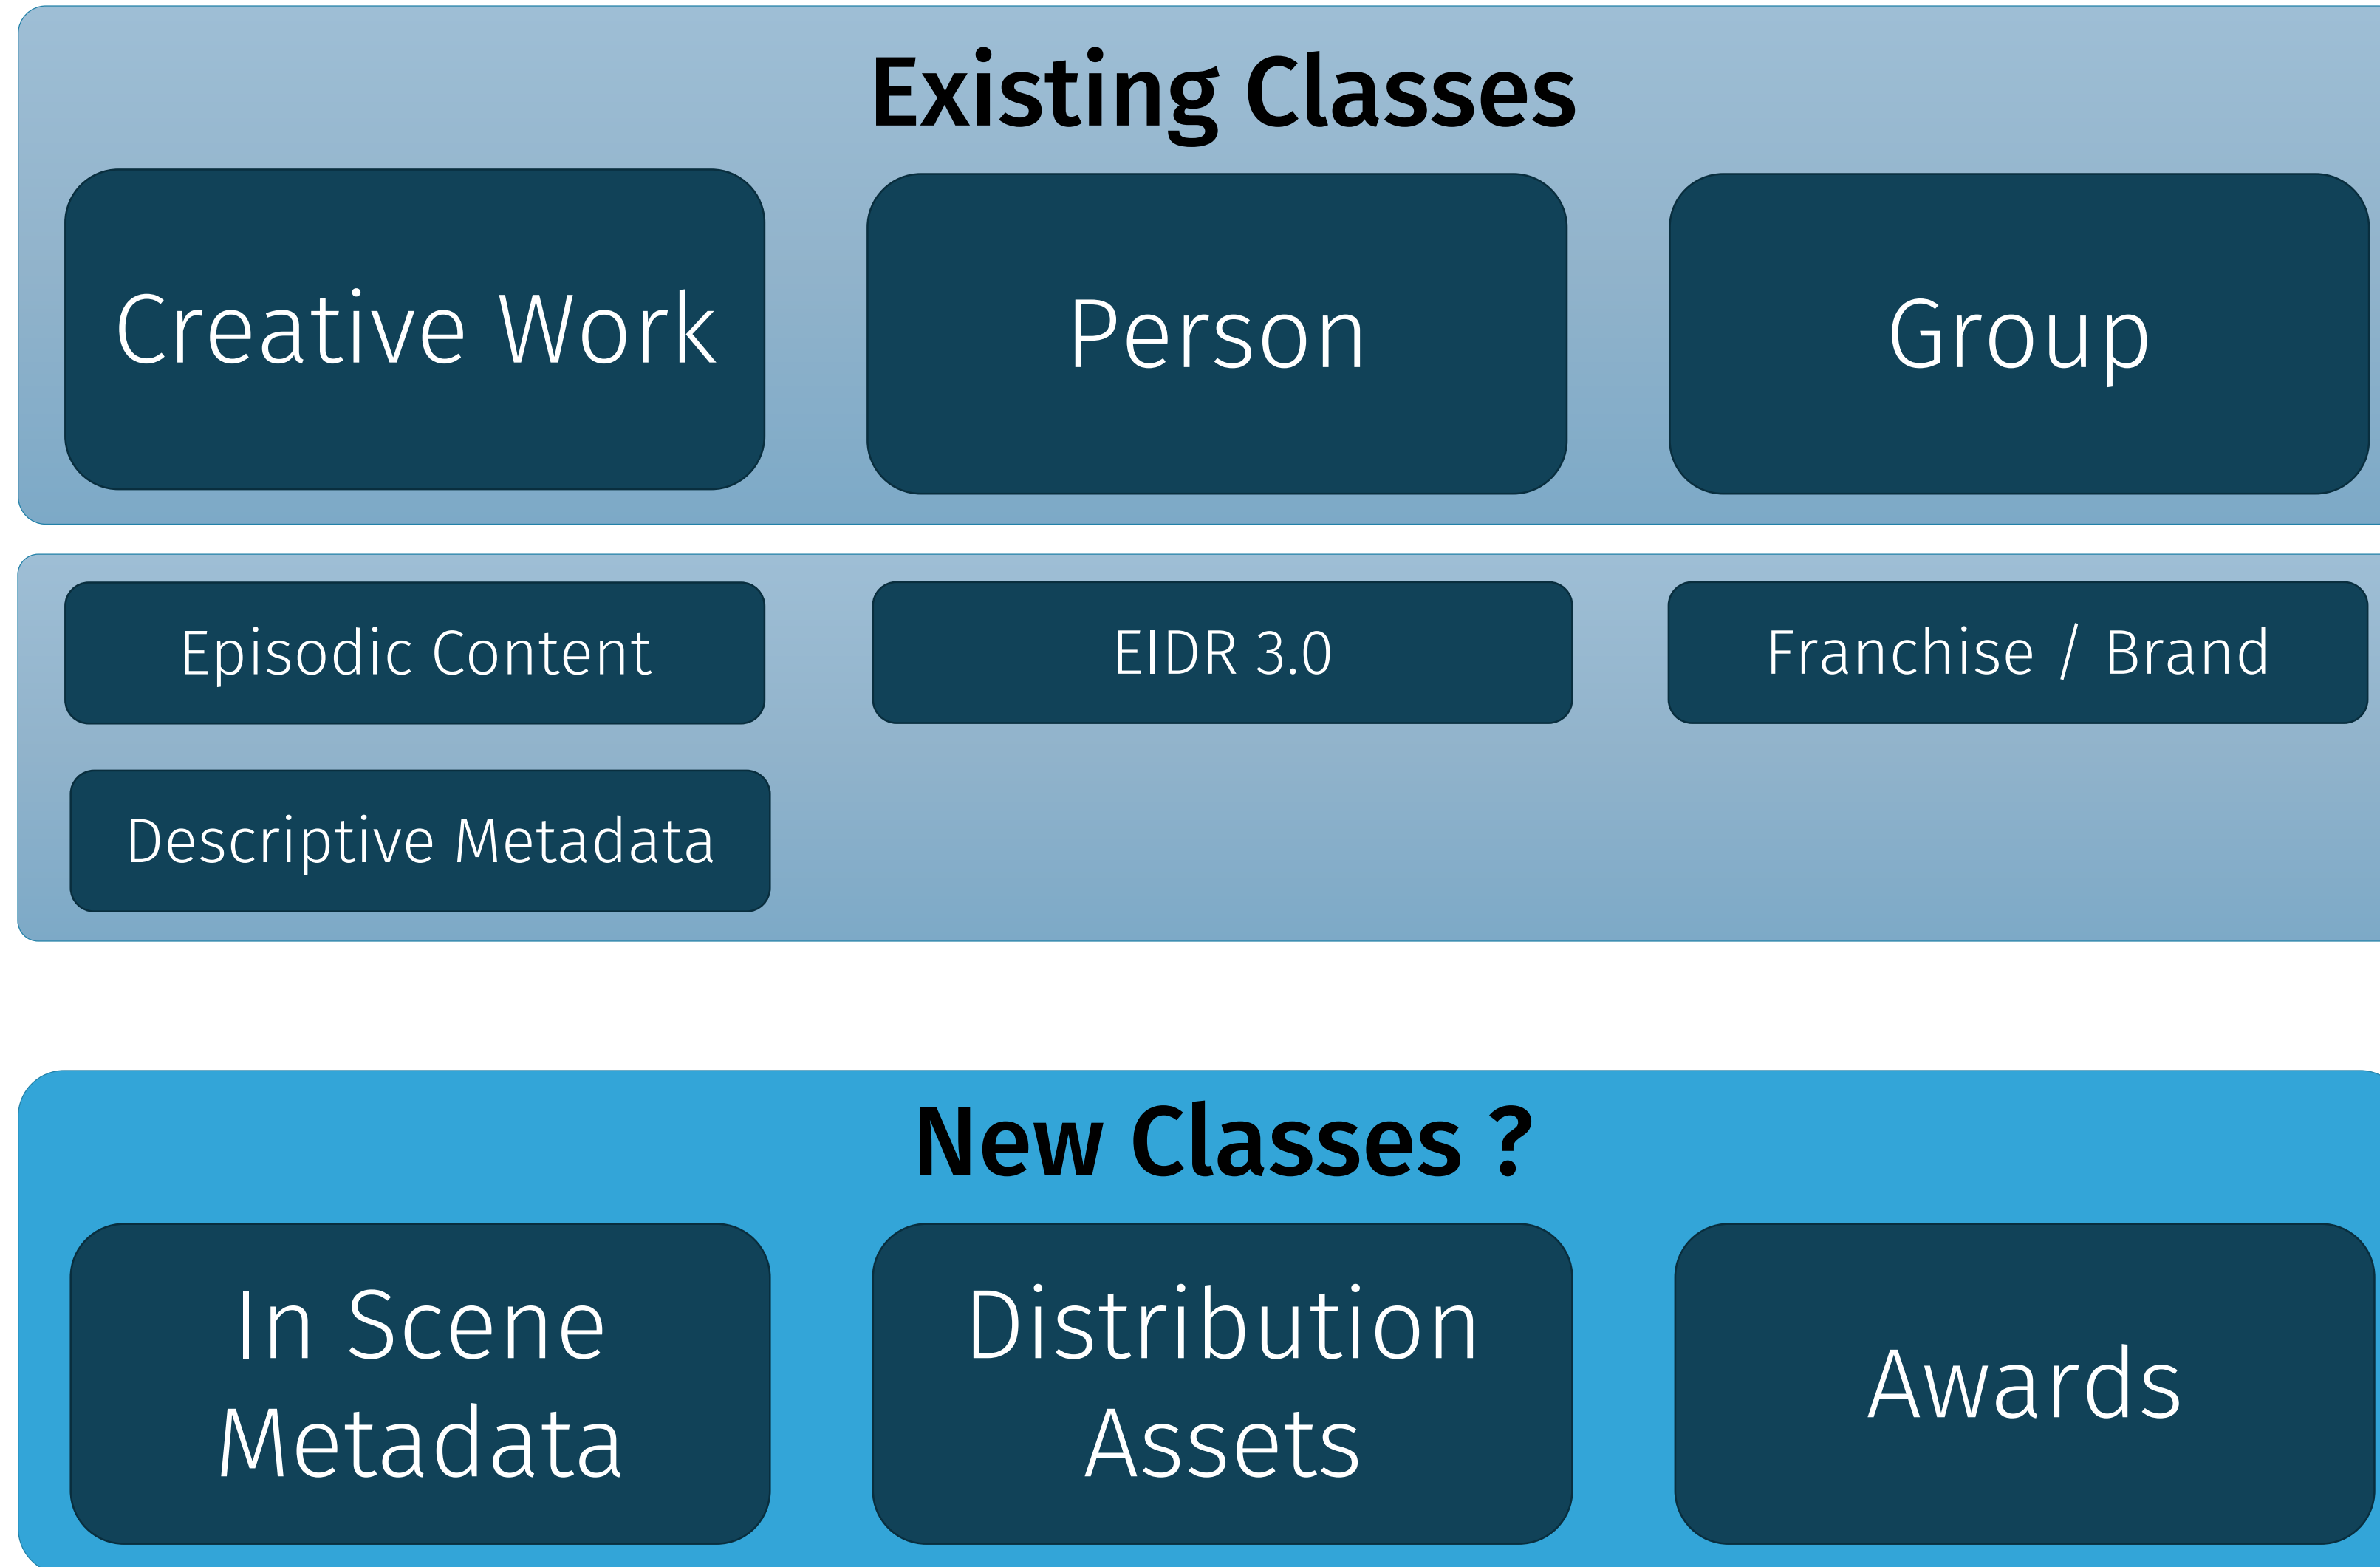 Existing Classes
Creative Work
Person
Group
Episodic Content
EIDR 3.0
Franchise / Brand
Descriptive Metadata
New Classes ?
In Scene
Metadata
Distribution
Assets
Awards